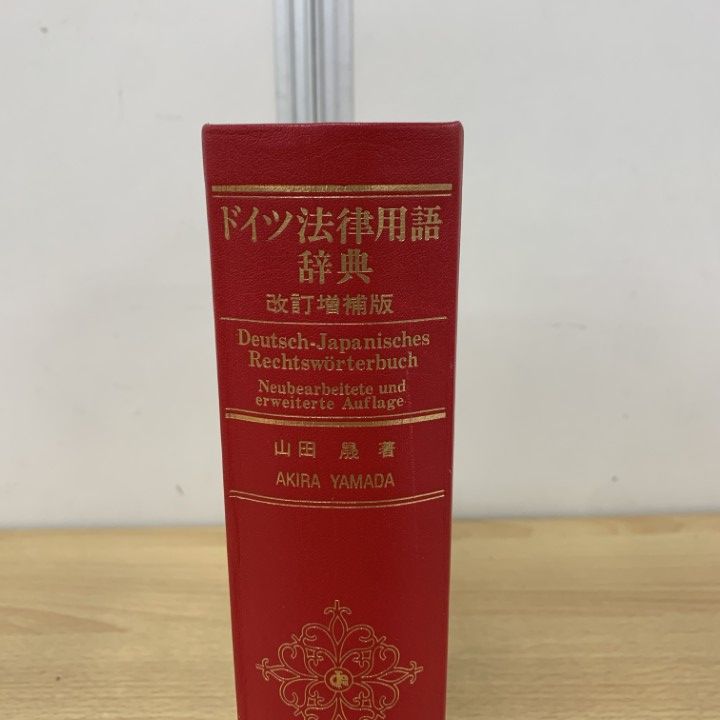 ドイツ法律用語
辞典
改訂増補版
Deutsch-Japanisches
Rechtswörterbuch
Neubearbeitete und
erweiterte Auflage
山田 晟 著
AKIRA YAMADA